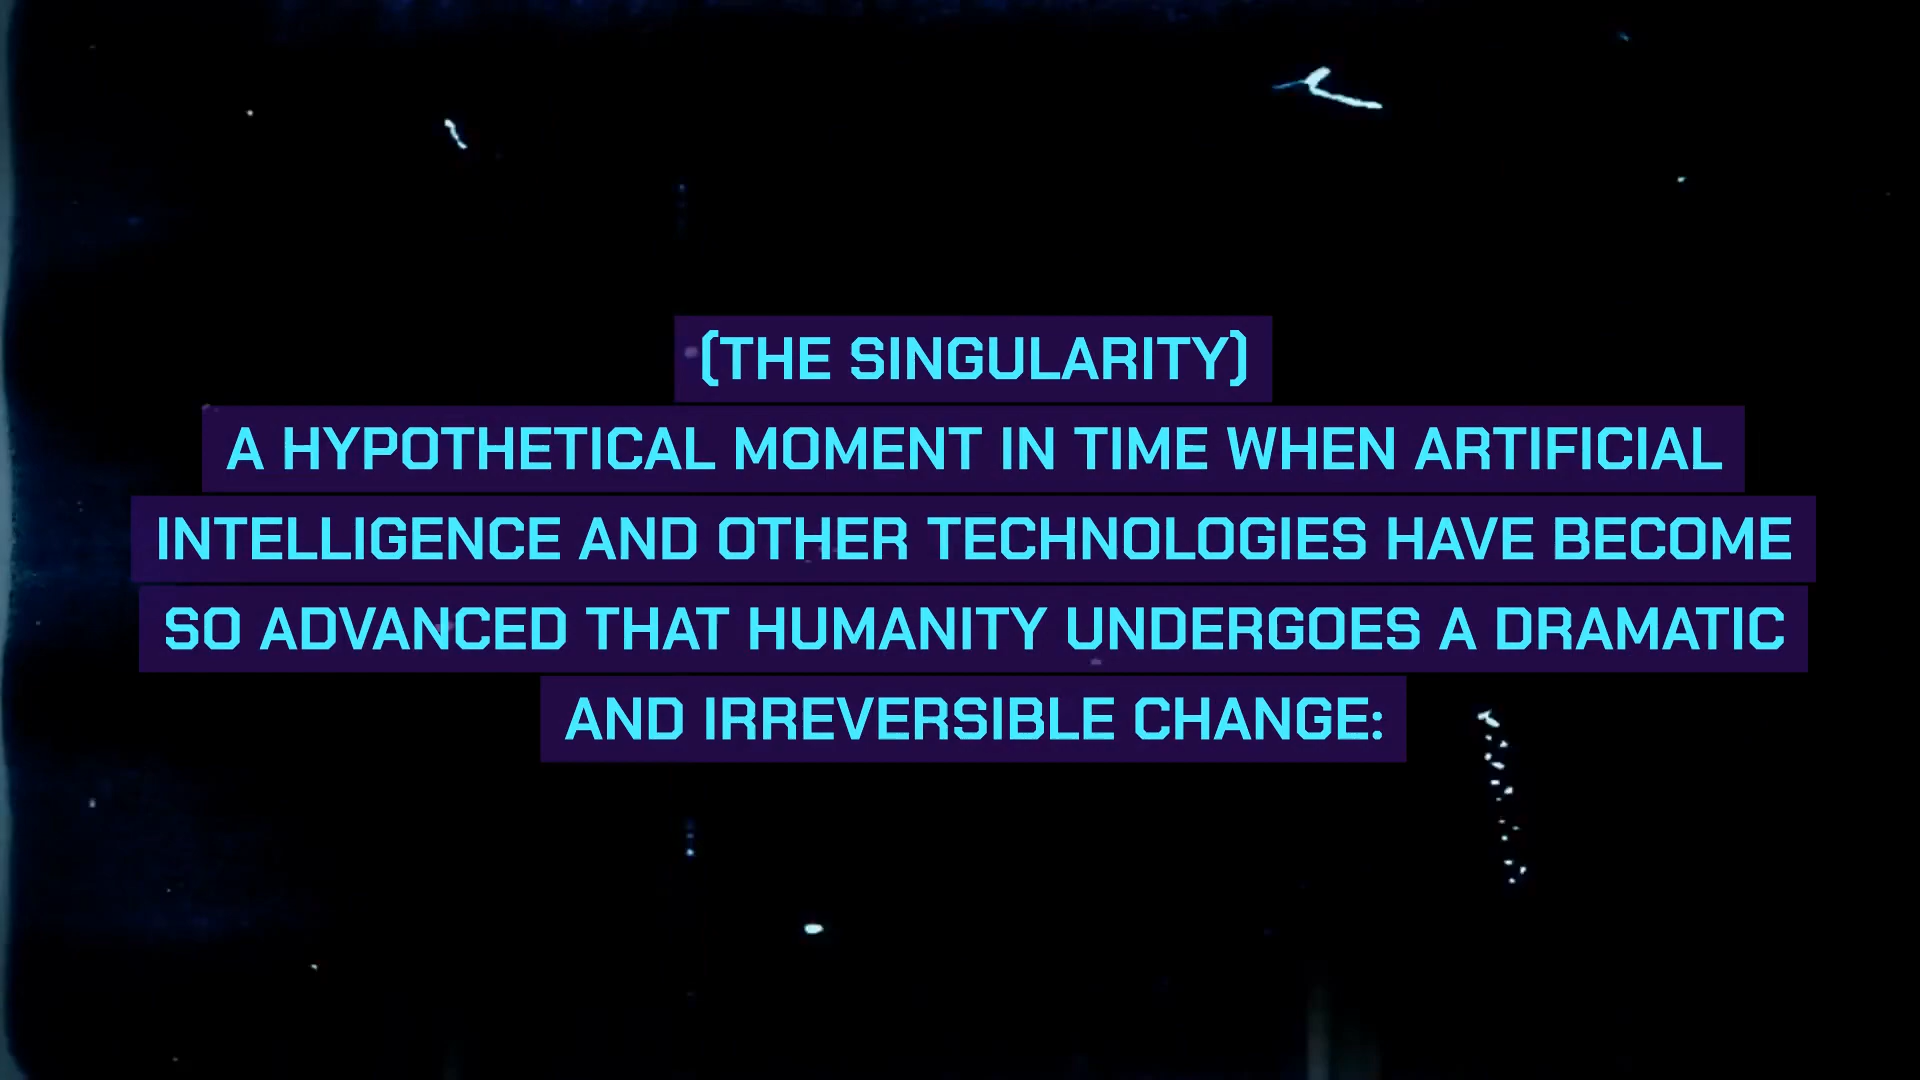 (THE SINGULARITY)
A HYPOTHETICAL MOMENT IN TIME WHEN ARTIFICIAL
INTELLIGENCE AND OTHER TECHNOLOGIES HAVE BECOME
SO ADVANCED THAT HUMANITY UNDERGOES A DRAMATIC
AND IRREVERSIBLE CHANGE: